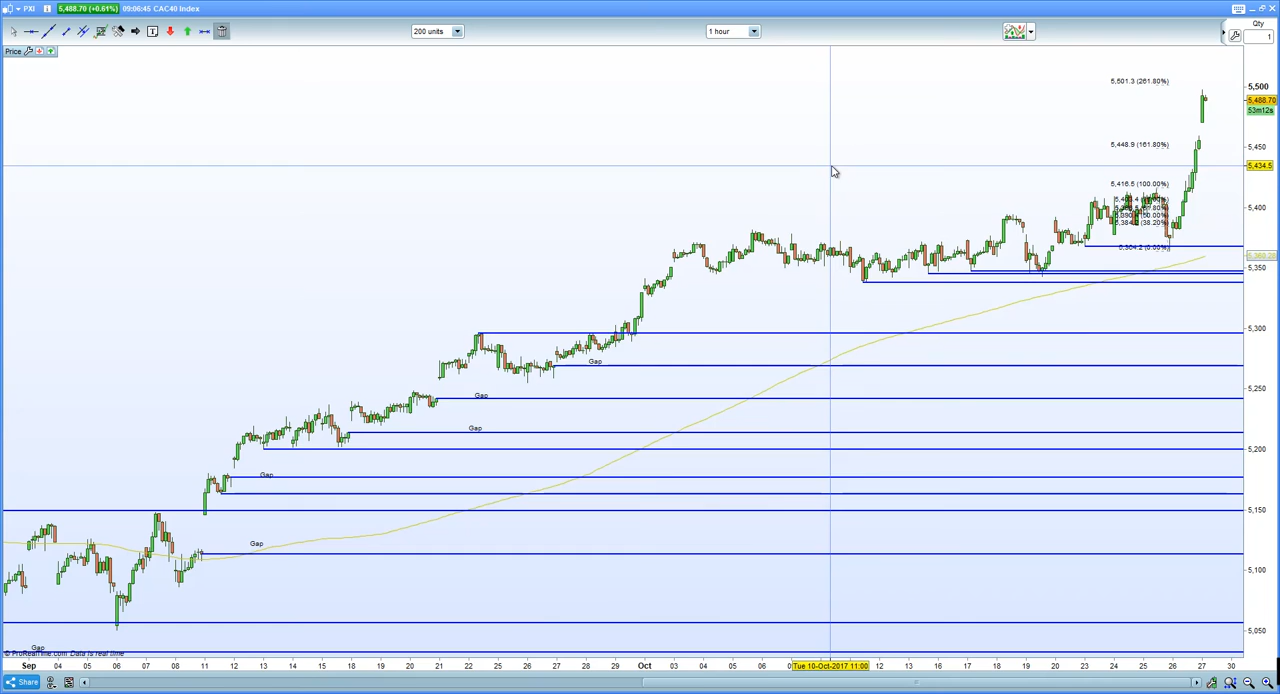 PXI 5,488.70 (+0.61%) 09:06:45 CAC40 Index
200 units 1 hour Qty
1
Price
5,501.3 (261.80%)
5,500
5,488.70
53m12s
5,448.9 (161.80%)
5,450
5,434.5
5,416.5 (100.00%)
5,400
5,350
5,300
Gap
5,250
Gap
Gap
5,200
Gap
5,150
Gap
5,100
5,050
Gap
© ProRealTime.com Data is real time
Sep 04 05 06 07 08 11 12 13 14 15 18 19 20 21 22 25 26 27 28 29 Oct 03 04 05 06 Tue 10-Oct-2017 11:00 12 13 16 17 18 19 20 23 24 25 26 27 30
Share